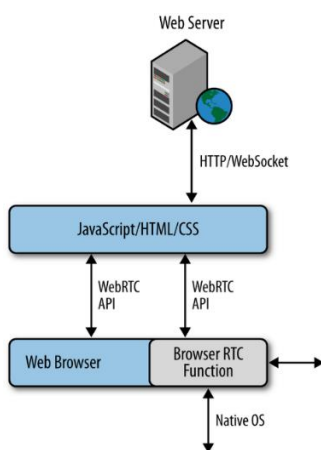 Web Server
HTTP/WebSocket
JavaScript/HTML/CSS
WebRTC
API
WebRTC
API
Web Browser
Browser RTC
Function
Native OS